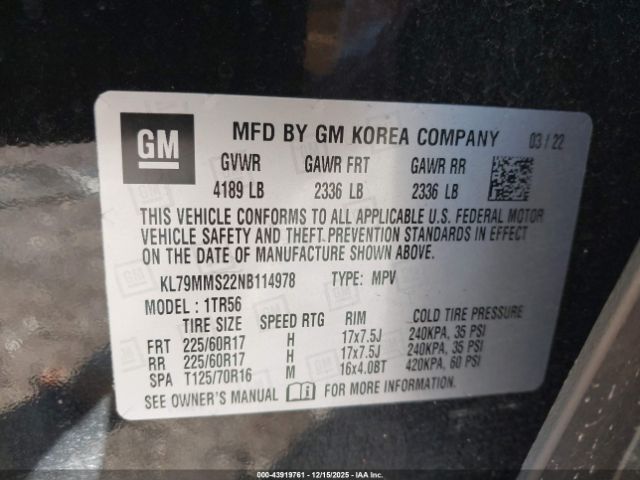 GM
MFD BY GM KOREA COMPANY 03 / 22
GVWR GAWR FRT GAWR RR
4189 LB 2336 LB 2336 LB
THIS VEHICLE CONFORMS TO ALL APPLICABLE U.S. FEDERAL MOTOR
VEHICLE SAFETY AND THEFT PREVENTION STANDARDS IN EFFECT
ON THE DATE OF MANUFACTURE SHOWN ABOVE.
KL79MMS22NB114978 TYPE: MPV
MODEL : 1TR56
TIRE SIZE SPEED RTG RIM COLD TIRE PRESSURE
FRT 225/60R17 H 17x7.5J 240KPA, 35 PSI
RR 225/60R17 H 17x7.5J 240KPA, 35 PSI
SPA T125/70R16 M 16x4.0BT 420KPA, 60 PSI
SEE OWNER'S MANUAL FOR MORE INFORMATION.
000-43919761 - 12/15/2025 - IAAI.CA